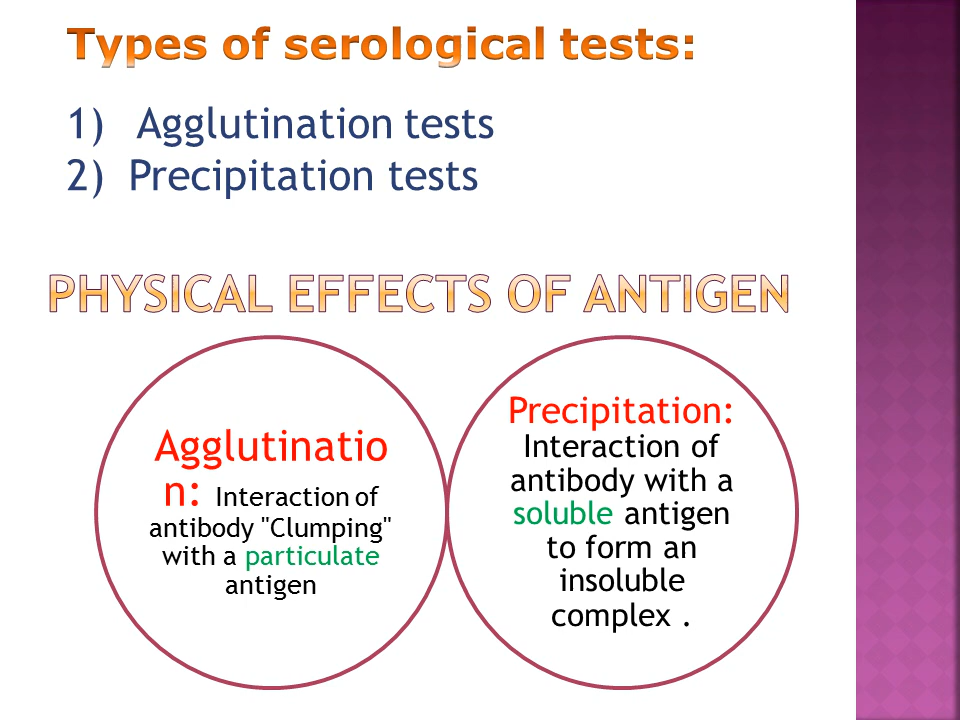 Types of serological tests:
1) Agglutination tests
2) Precipitation tests
PHYSICAL EFFECTS OF ANTIGEN
Agglutinatio
n: Interaction of
antibody "Clumping"
with a particulate
antigen
Precipitation:
Interaction of
antibody with a
soluble antigen
to form an
insoluble
complex .